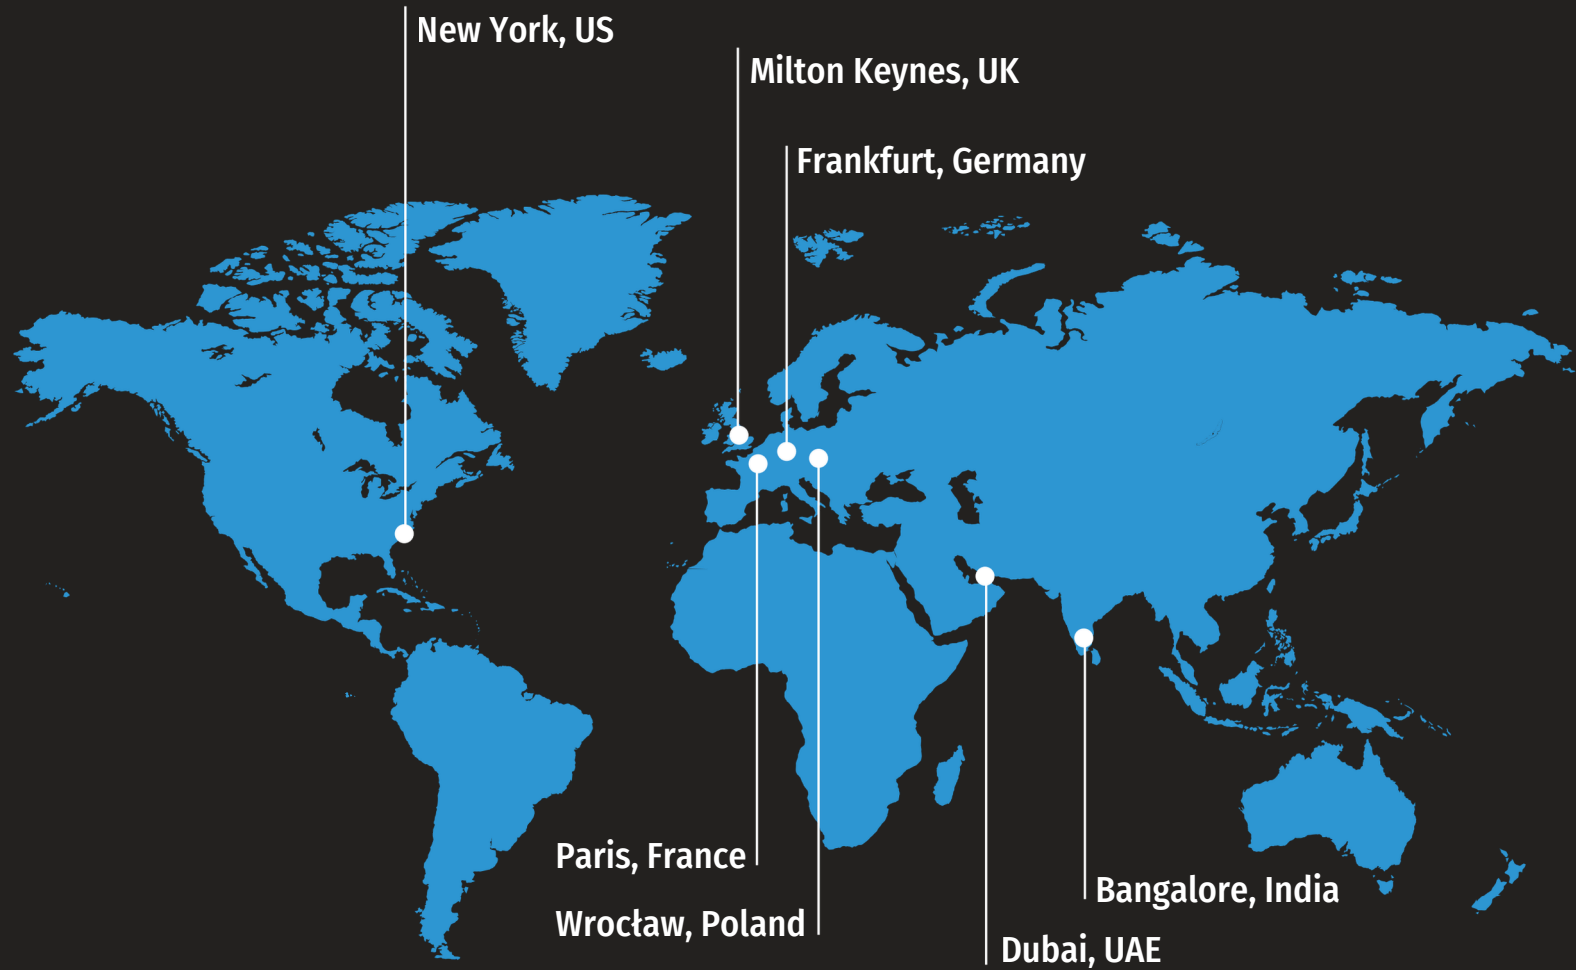 New York, US
Milton Keynes, UK
Frankfurt, Germany
Paris, France
Wrocław, Poland
Bangalore, India
Dubai, UAE